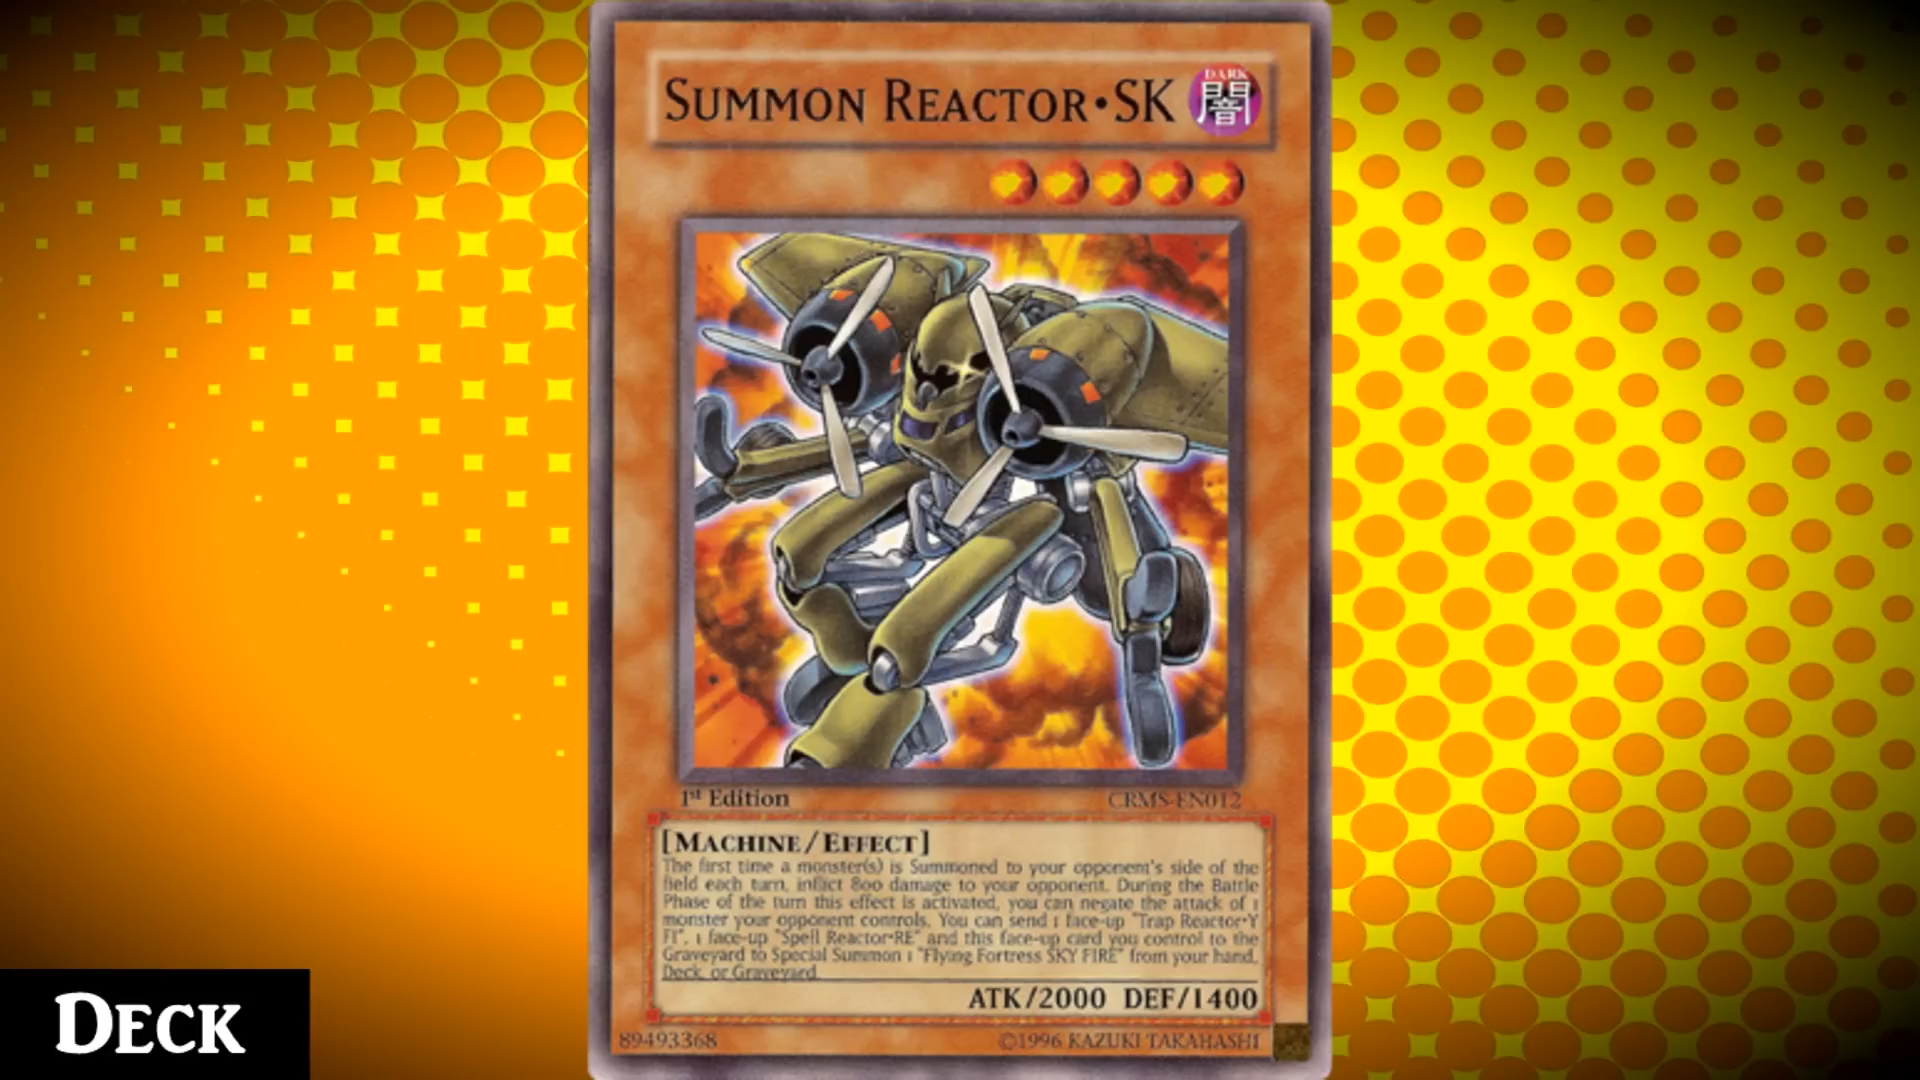 SUMMON REACTOR・SK
DARK
闇
1st Edition
CRMS-EN012
[MACHINE/EFFECT]
The first time a monster(s) is Summoned to your opponent's side of the
field each turn, inflict 800 damage to your opponent. During the Battle
Phase of the turn this effect is activated, you can negate the attack of 1
monster your opponent controls. You can send 1 face-up "Trap Reactor・Y
FI", 1 face-up "Spell Reactor・RE" and this face-up card you control to the
Graveyard to Special Summon 1 "Flying Fortress SKY FIRE" from your hand,
Deck, or Graveyard.
ATK/2000 DEF/1400
89493368
©1996 KAZUKI TAKAHASHI
DECK